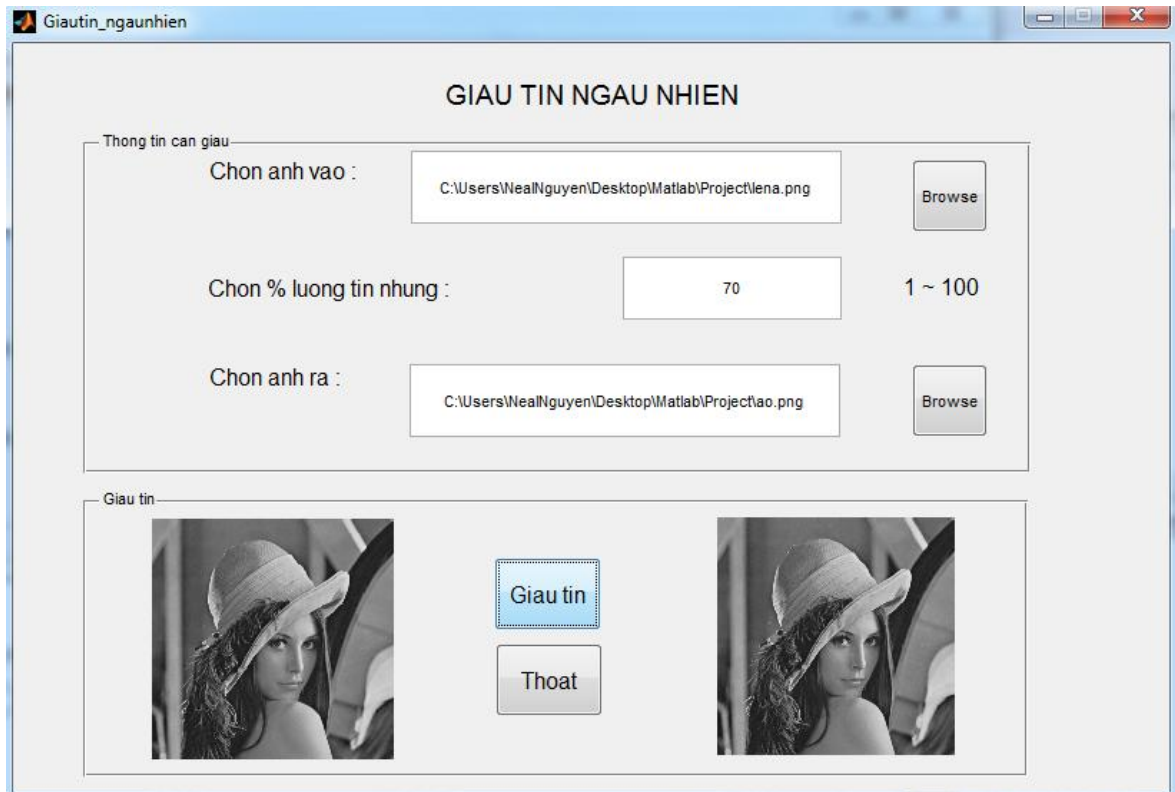 Giautin_ngaunhien
GIAU TIN NGAU NHIEN
Thong tin can giau
Chon anh vao :
C:\Users\NealNguyen\Desktop\Matlab\Project\lena.png
Browse
Chon % luong tin nhung :
70
1 ~ 100
Chon anh ra :
C:\Users\NealNguyen\Desktop\Matlab\Project\ao.png
Browse
Giau tin
Giau tin
Thoat